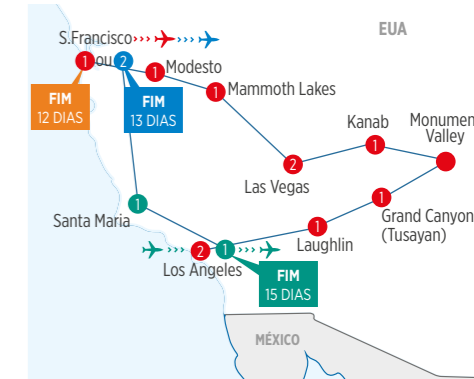 S.Francisco
EUA
1 ou 2
1
Modesto
1
Mammoth Lakes
FIM
12 DIAS
FIM
13 DIAS
Kanab
1
Monumen
Valley
2
Las Vegas
1
Grand Canyon
(Tusayan)
1
Santa Maria
1
Laughlin
2
1
Los Angeles
FIM
15 DIAS
MÉXICO